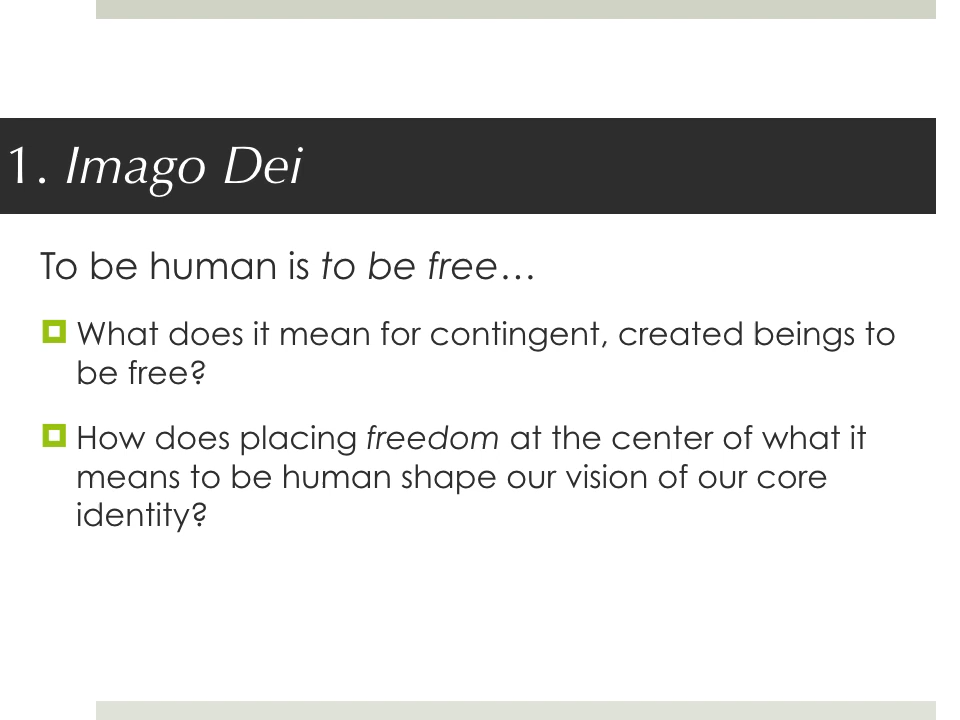 1. Imago Dei
To be human is to be free…
What does it mean for contingent, created beings to
be free?
How does placing freedom at the center of what it
means to be human shape our vision of our core
identity?